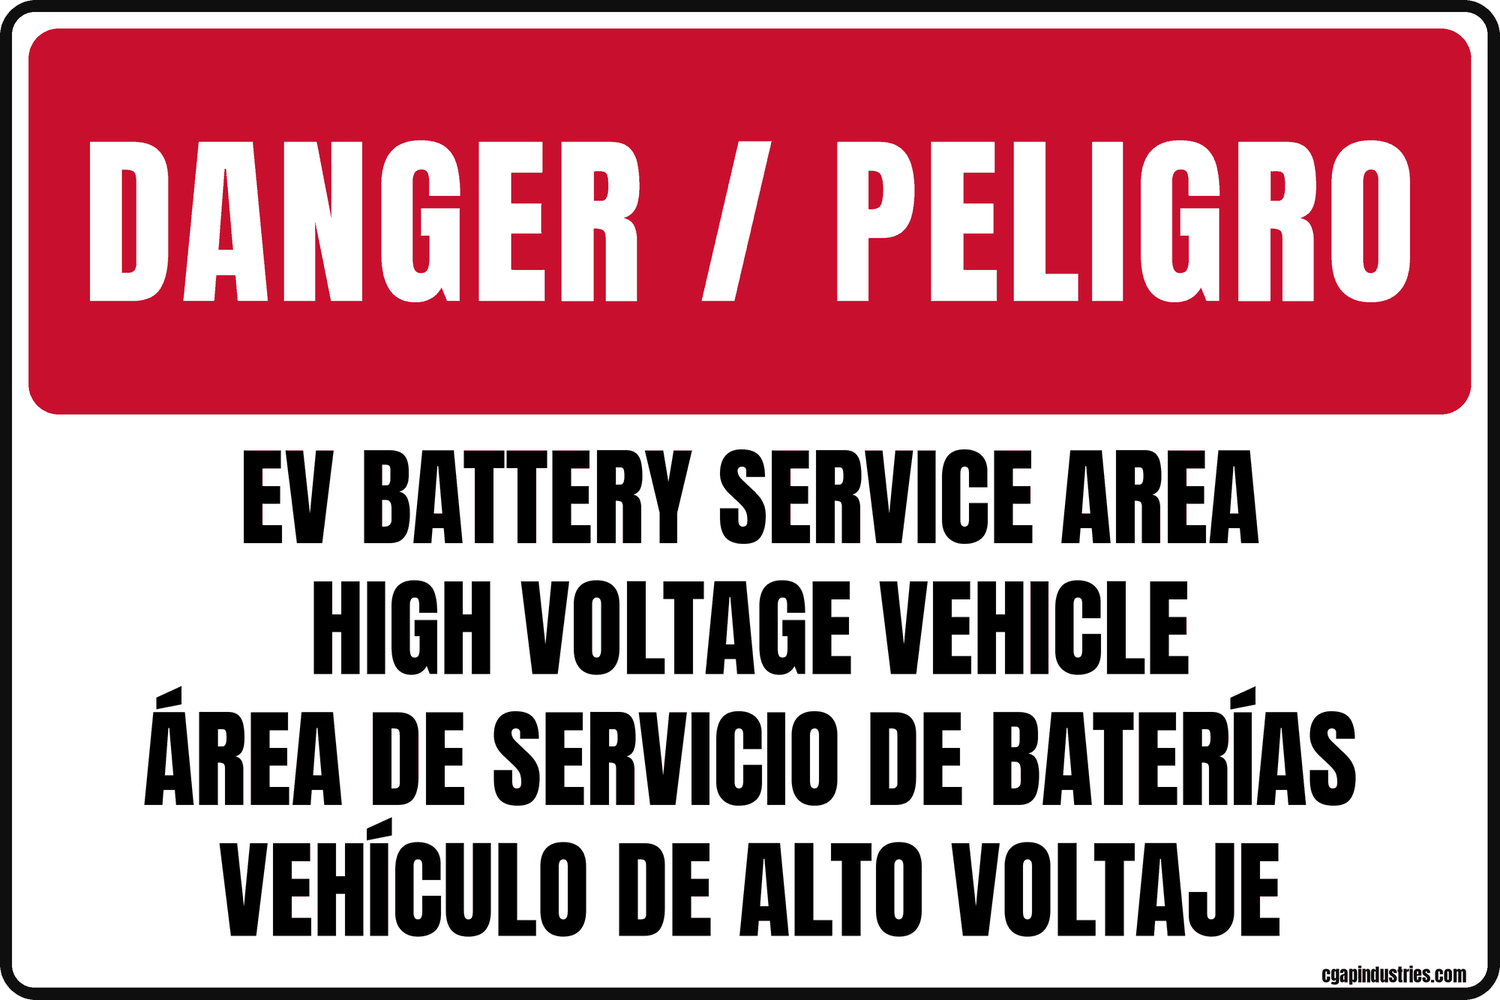 DANGER / PELIGRO
EV BATTERY SERVICE AREA
HIGH VOLTAGE VEHICLE
ÁREA DE SERVICIO DE BATERÍAS
VEHÍCULO DE ALTO VOLTAJE
cgapindustries.com